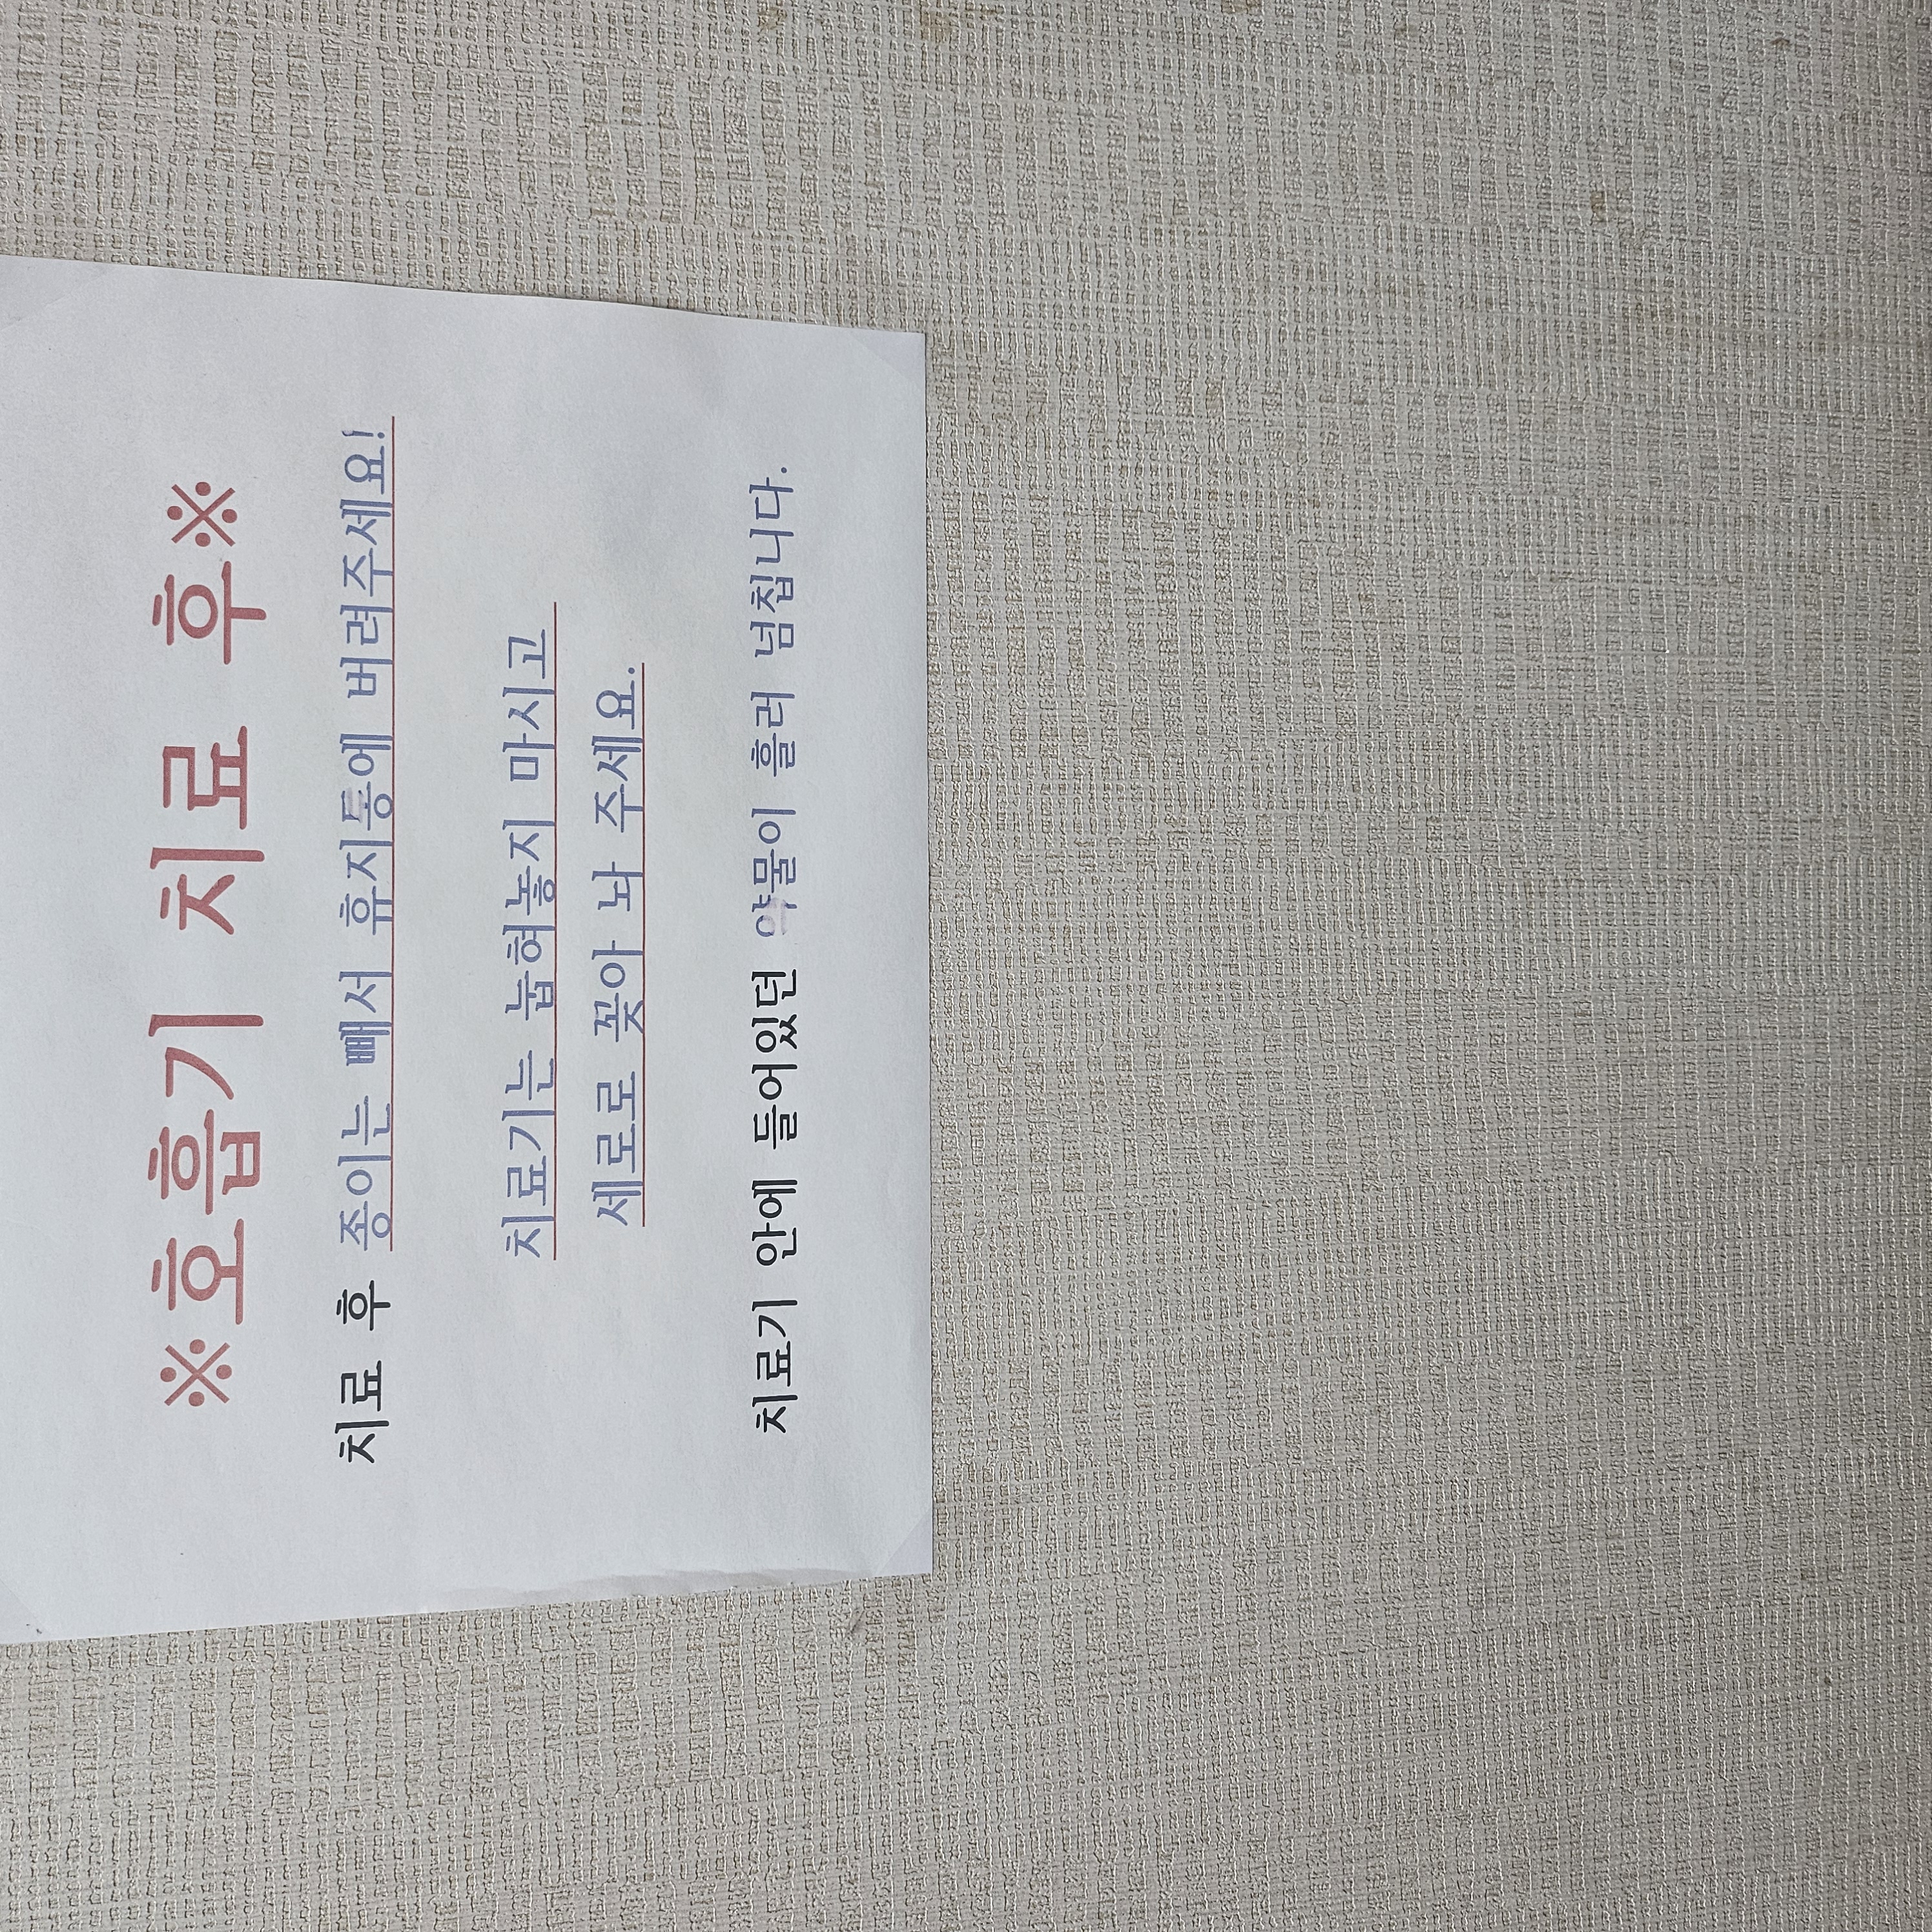 ※호흡기 치료 후※
치료 후 종이는 빼서 휴지통에 버려주세요!
치료기는 눕혀놓지 마시고
세로로 꽂아 놔 주세요.
치료기 안에 들어있던 약물이 흘러 넘칩니다.